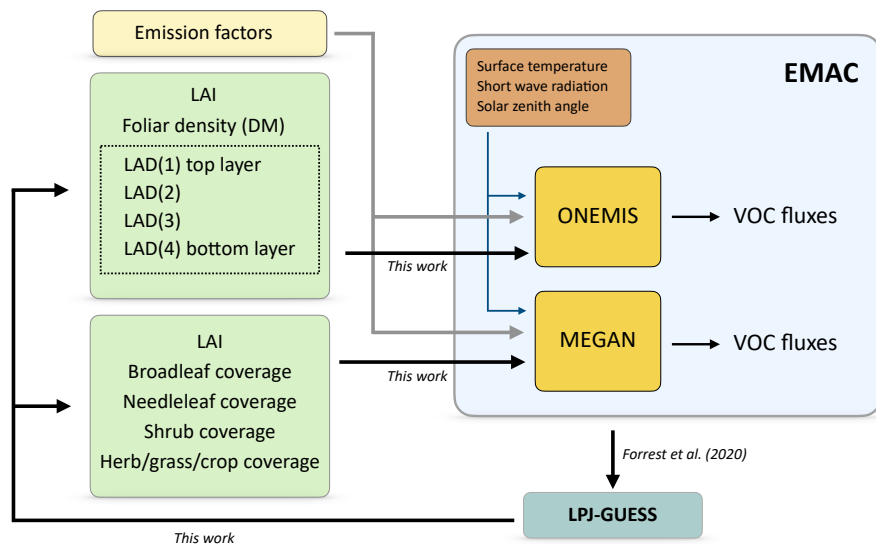 Emission factors
LAI
Foliar density (DM)
LAD(1) top layer
LAD(2)
LAD(3)
LAD(4) bottom layer
LAI
Broadleaf coverage
Needleleaf coverage
Shrub coverage
Herb/grass/crop coverage
This work
This work
This work
EMAC
Surface temperature
Short wave radiation
Solar zenith angle
ONEMIS
VOC fluxes
MEGAN
VOC fluxes
Forrest et al. (2020)
LPJ-GUESS